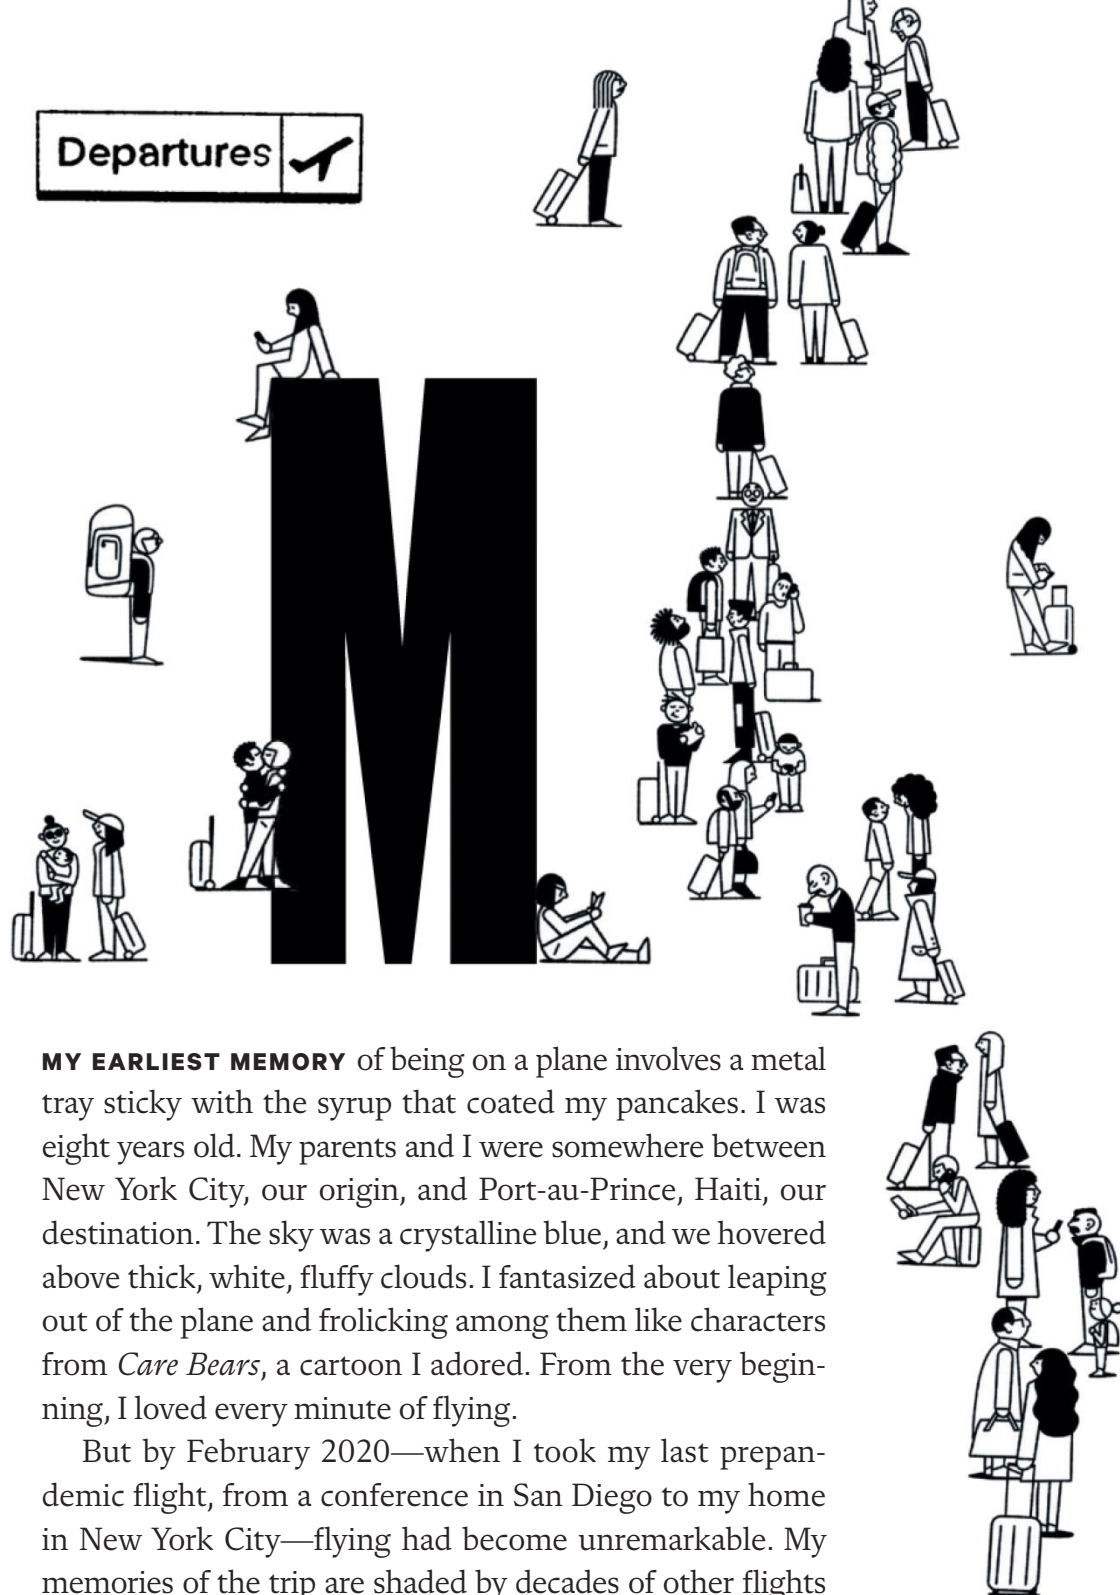 Departures
M
MY EARLIEST MEMORY of being on a plane involves a metal
tray sticky with the syrup that coated my pancakes. I was
eight years old. My parents and I were somewhere between
New York City, our origin, and Port-au-Prince, Haiti, our
destination. The sky was a crystalline blue, and we hovered
above thick, white, fluffy clouds. I fantasized about leaping
out of the plane and frolicking among them like characters
from Care Bears, a cartoon I adored. From the very begin-
ning, I loved every minute of flying.
But by February 2020—when I took my last prepan-
demic flight, from a conference in San Diego to my home
in New York City—flying had become unremarkable. My
memories of the trip are shaded by decades of other flights